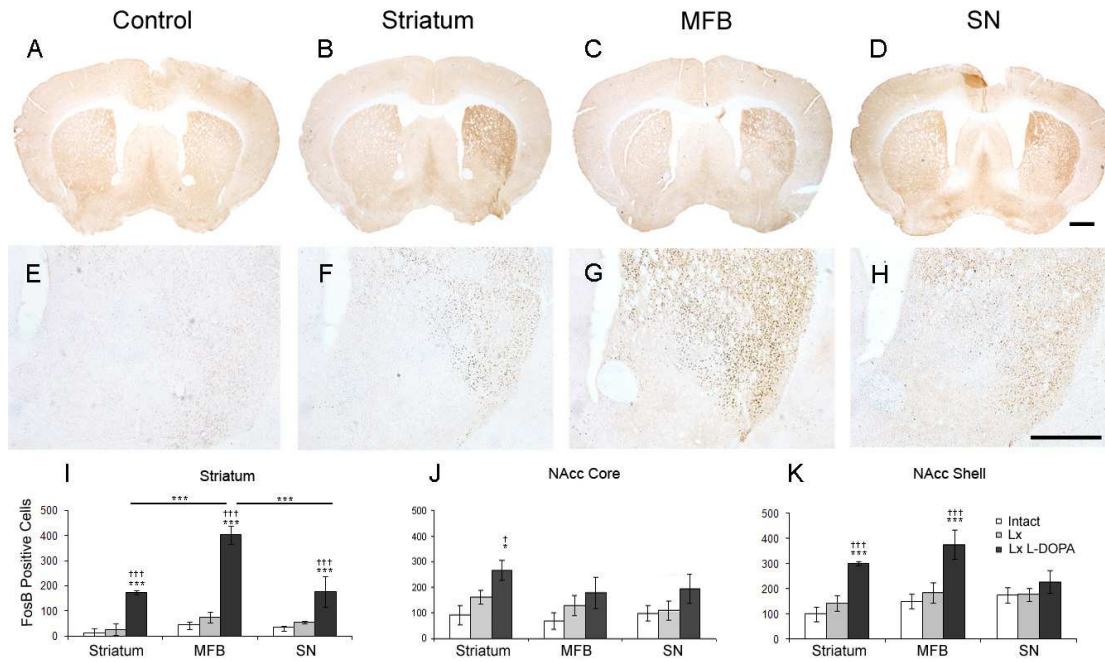 Control Striatum MFB SN
A B C D
E F G H
I Striatum J NAcc Core K NAcc Shell
FosB Positive Cells
500
400
300
200
100
0
*** ***
†††
***
†††
***
†††
***
Striatum MFB SN
500
400
300
200
100
0
†
*
Striatum MFB SN
500
400
300
200
100
0
†††
***
†††
***
Intact
Lx
Lx L-DOPA
Striatum MFB SN